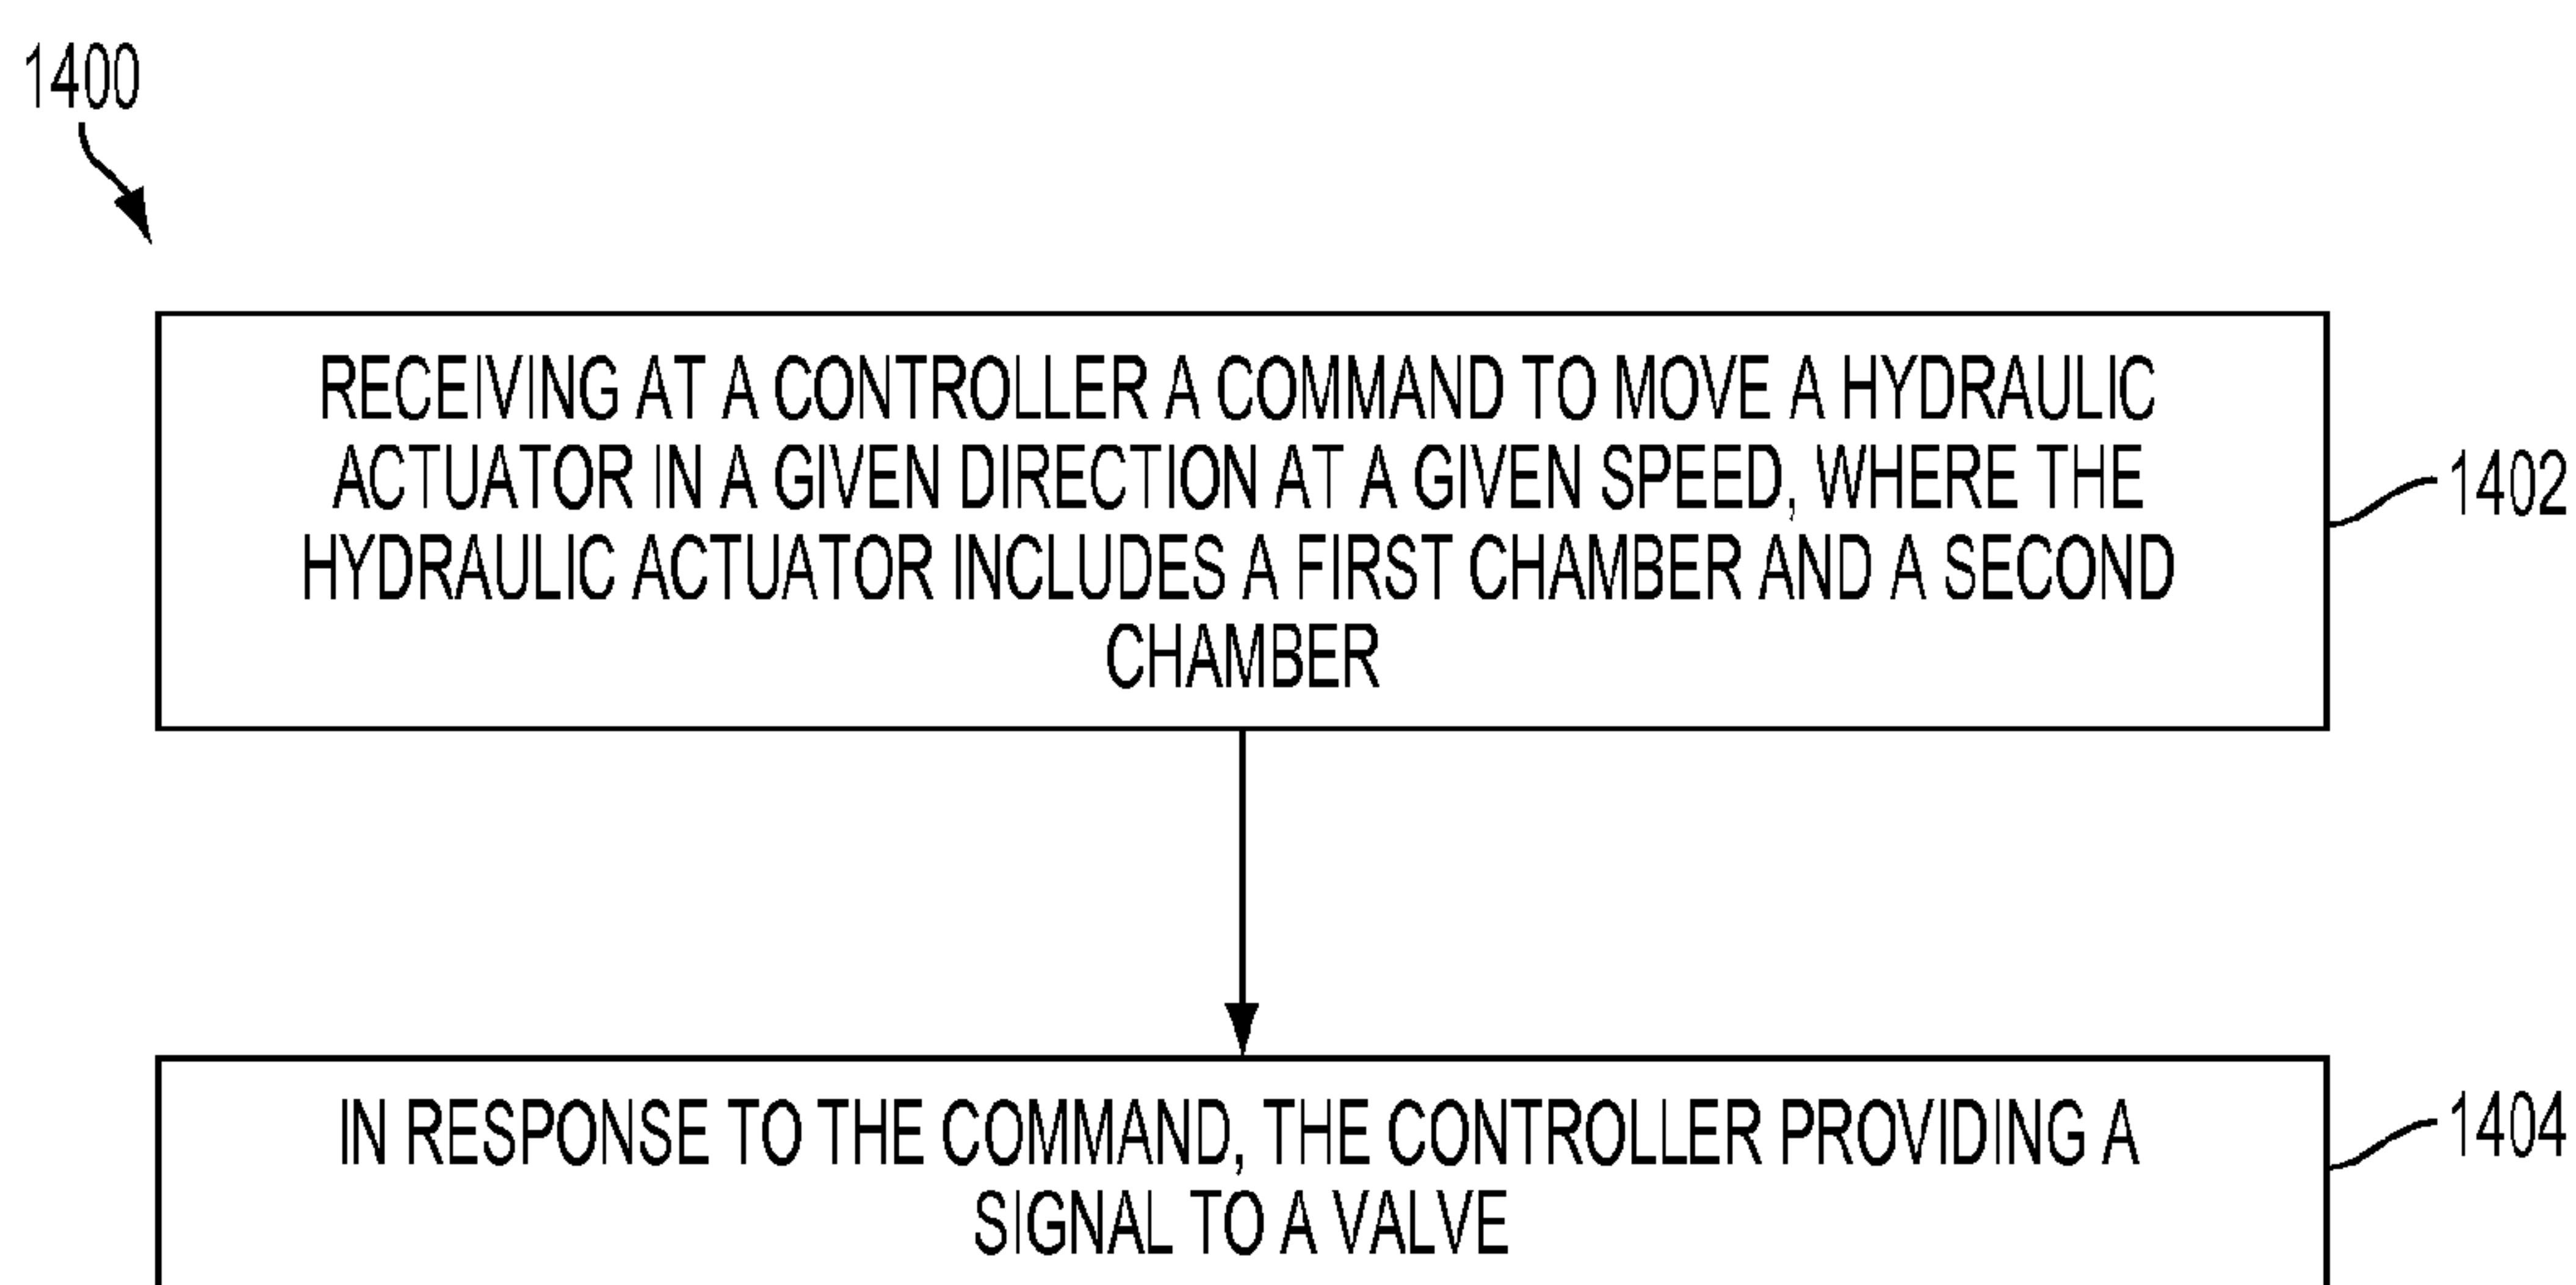 1400
RECEIVING AT A CONTROLLER A COMMAND TO MOVE A HYDRAULIC
ACTUATOR IN A GIVEN DIRECTION AT A GIVEN SPEED, WHERE THE
HYDRAULIC ACTUATOR INCLUDES A FIRST CHAMBER AND A SECOND
CHAMBER
1402
IN RESPONSE TO THE COMMAND, THE CONTROLLER PROVIDING A
SIGNAL TO A VALVE
1404